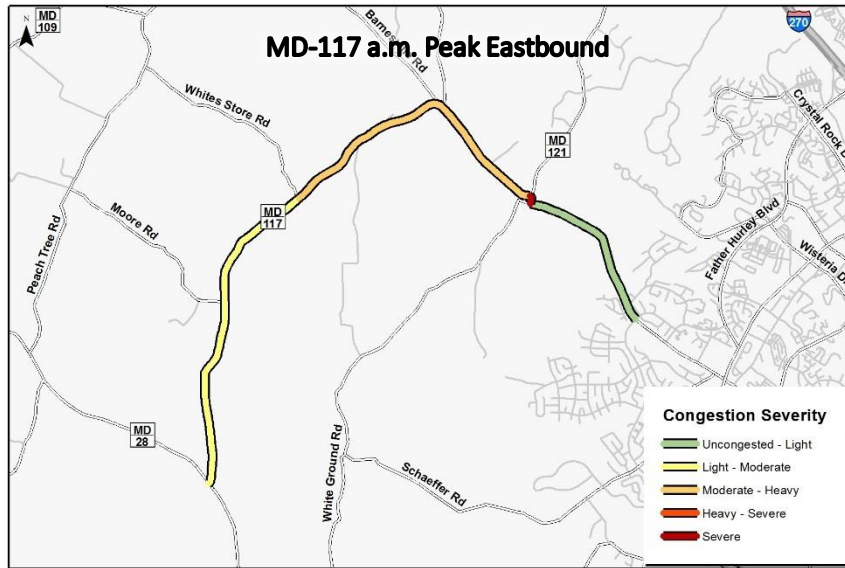 MD
109
N
270
MD-117 a.m. Peak Eastbound
Whites Store Rd
Crystal Rock
MD
121
Moore Rd
MD
117
Peach Tree Rd
Father Hurley Blvd
Wisteria
MD
28
White Ground Rd
Schaeffer Rd
Congestion Severity
Uncongested - Light
Light - Moderate
Moderate - Heavy
Heavy - Severe
Severe